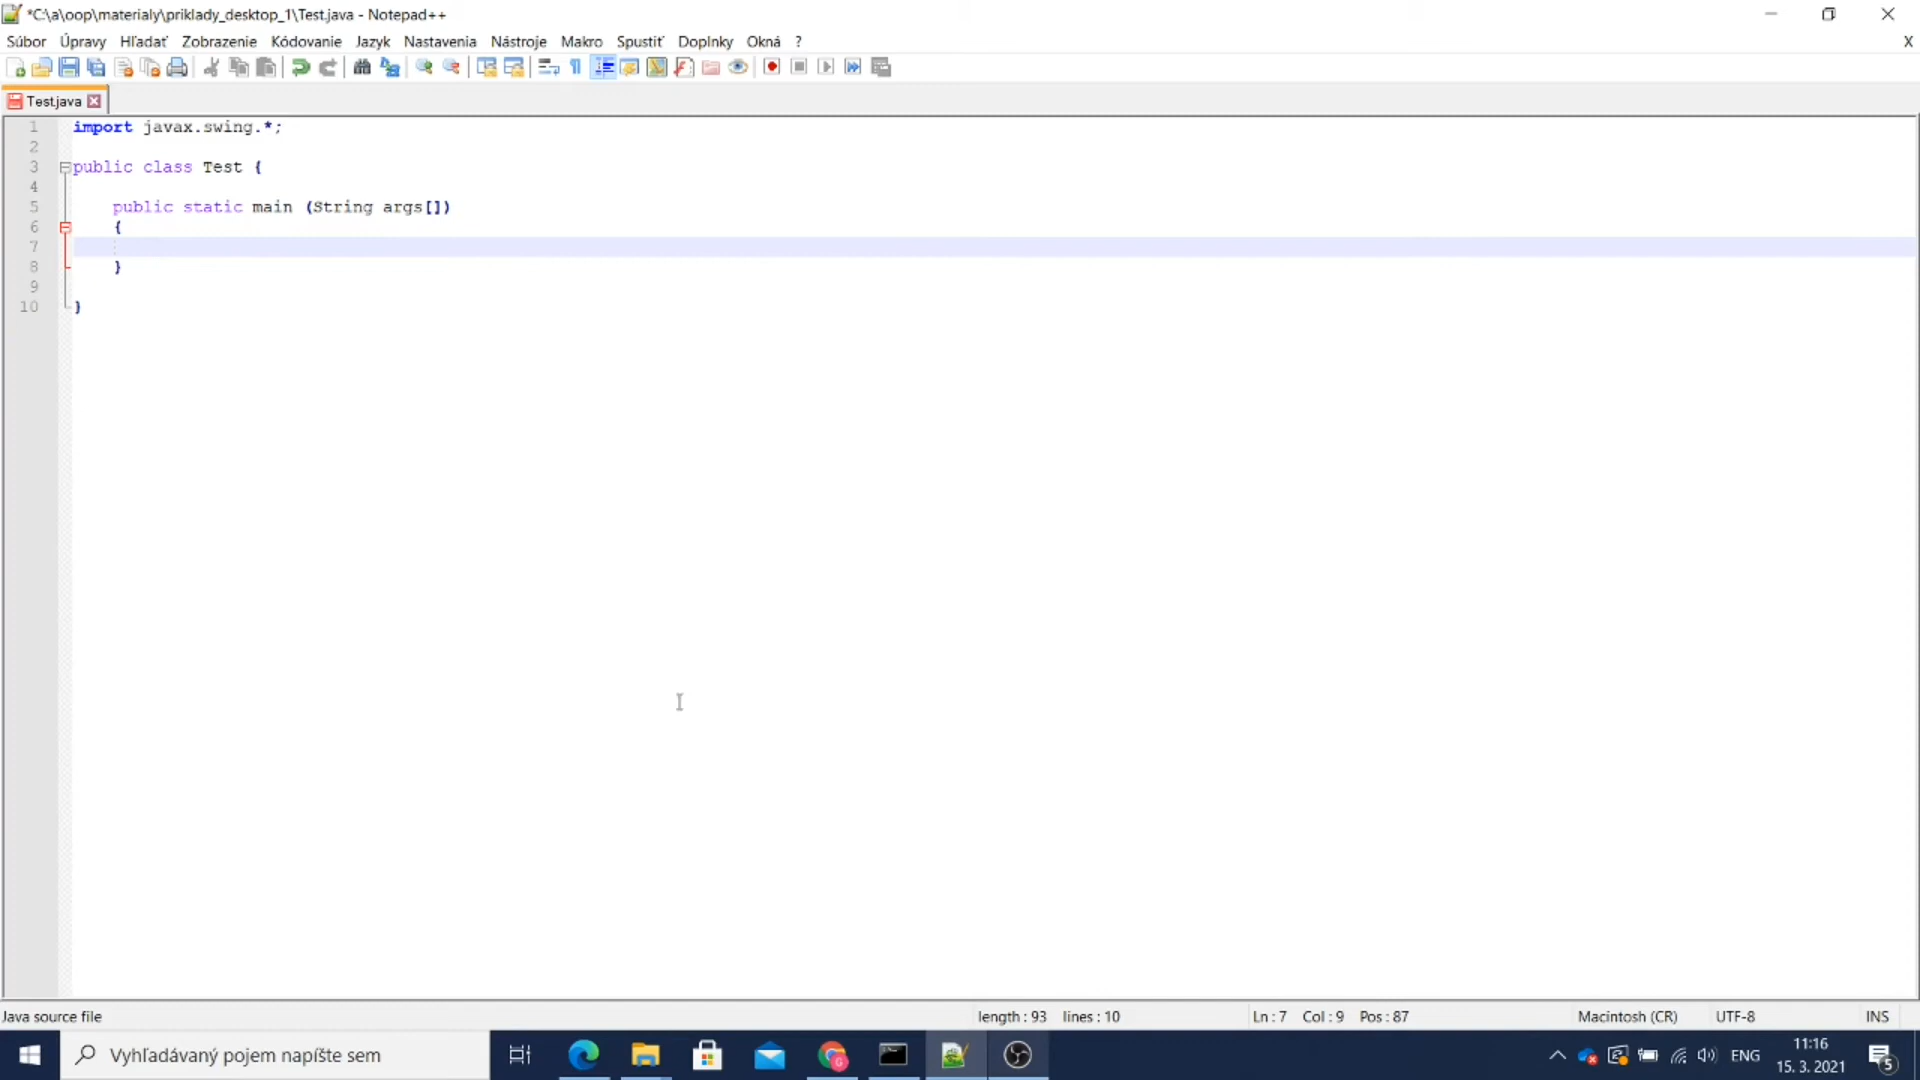 *C:\a\oop\materialy\priklady_desktop_1\Test.java - Notepad++
Súbor Úpravy Hľadať Zobrazenie Kódovanie Jazyk Nastavenia Nástroje Makro Spustiť Doplnky Okná ? X
Test.java
1 import javax.swing.*;
2
3 public class Test {
4
5 public static main (String args[])
6 {
7
8 }
9
10 }
Java source file length : 93 lines : 10 Ln : 7 Col : 9 Pos : 87 Macintosh (CR) UTF-8 INS
Vyhľadávaný pojem napíšte sem ENG 11:16
15. 3. 2021 5